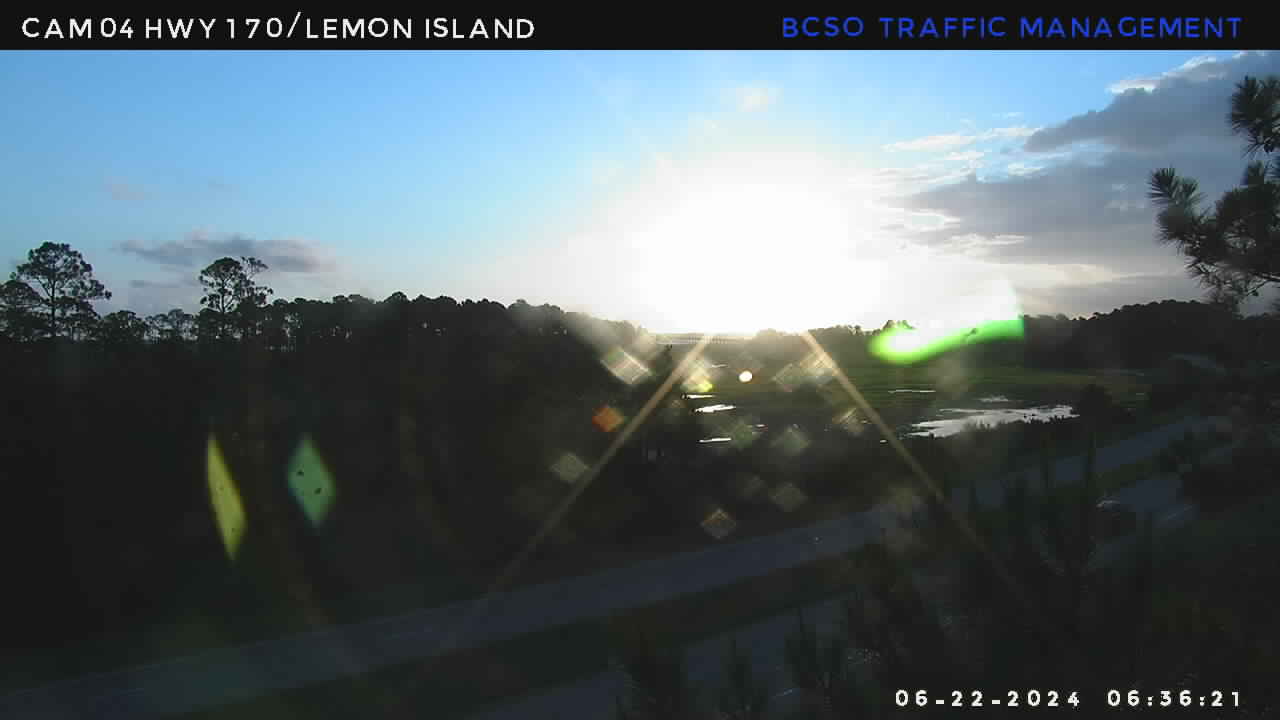 CAM04 HWY 170/LEMON ISLAND
BCSO TRAFFIC MANAGEMENT
06-22-2024 06:36:21